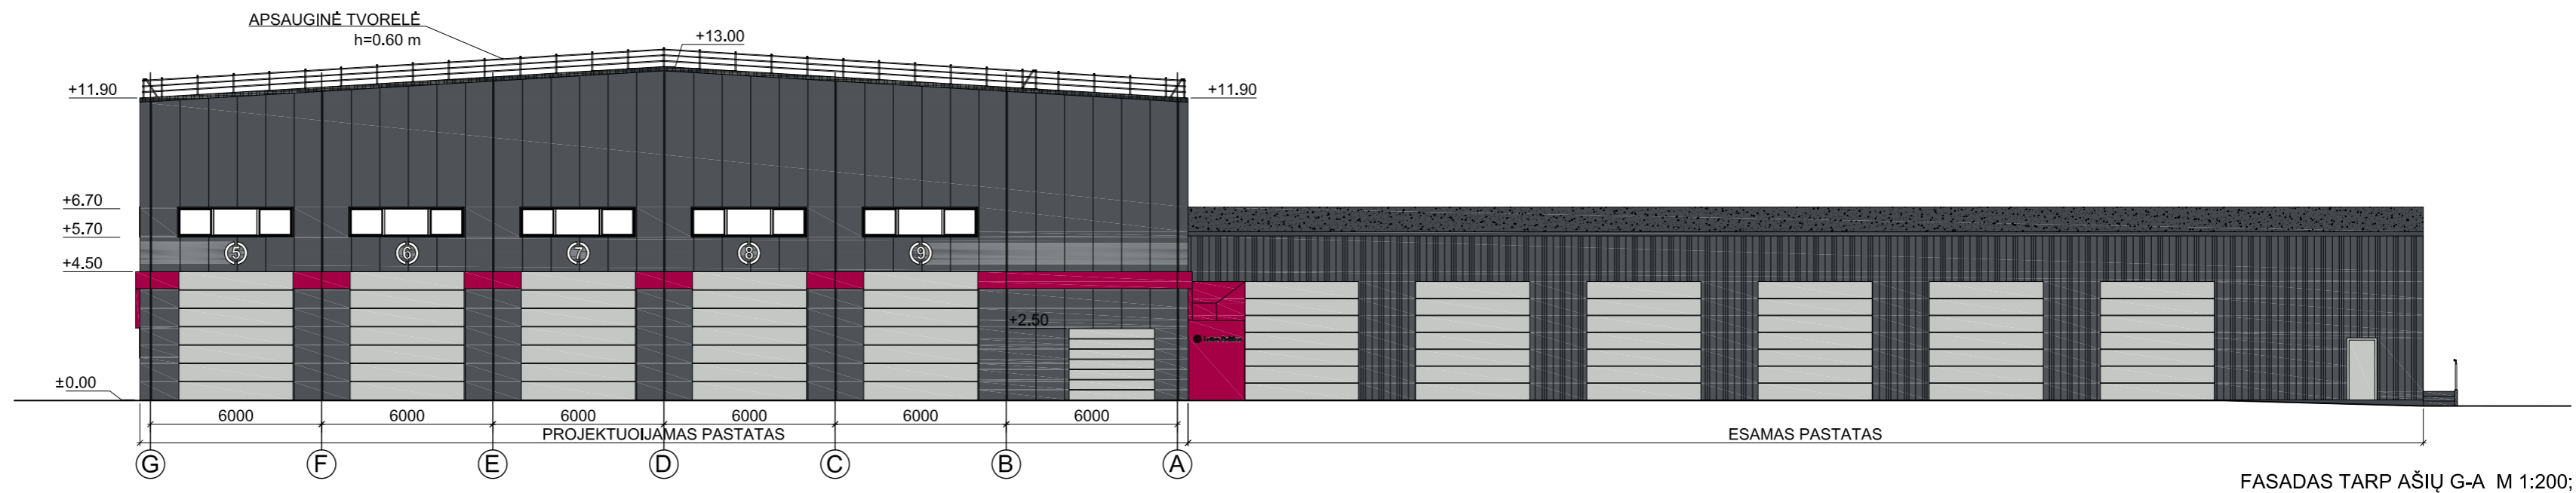 APSAUGINĖ TVORELĖ
h=0.60 m
+13.00
+11.90
+11.90
+6.70
+5.70
5 6 7 8 9
+4.50
+2.50
±0.00
6000 6000 6000 6000 6000 6000
PROJEKTUOIJAMAS PASTATAS
ESAMAS PASTATAS
G F E D C B A
FASADAS TARP AŠIŲ G-A M 1:200;